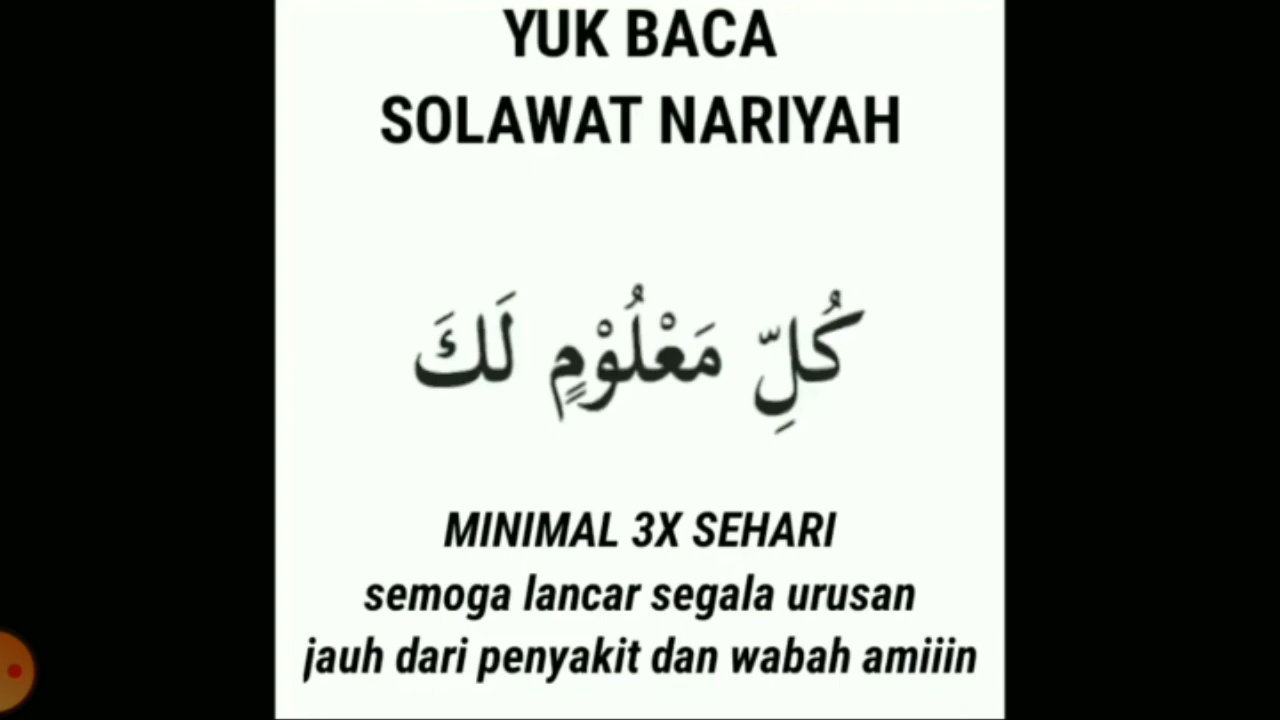 YUK BACA
SOLAWAT NARIYAH
كُلِّ مَعْلُوْمٍ لَكَ
MINIMAL 3X SEHARI
semoga lancar segala urusan
jauh dari penyakit dan wabah amiiin